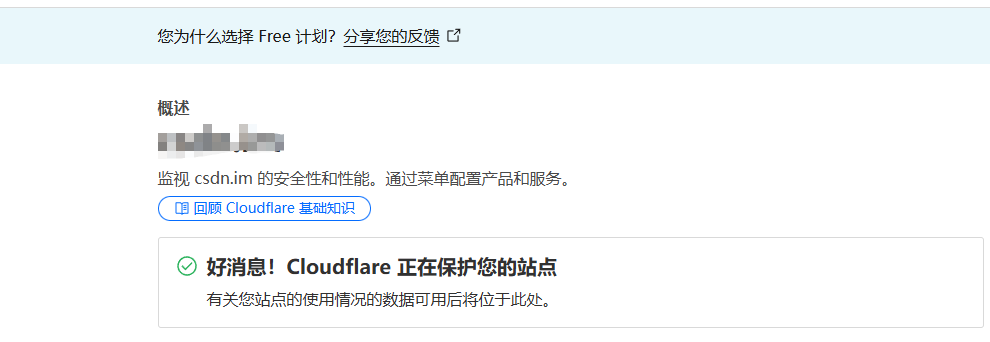 您为什么选择 Free 计划？分享您的反馈
概述
监视 csdn.im 的安全性和性能。通过菜单配置产品和服务。
回顾 Cloudflare 基础知识
好消息！Cloudflare 正在保护您的站点
有关您站点的使用情况的数据可用后将位于此处。